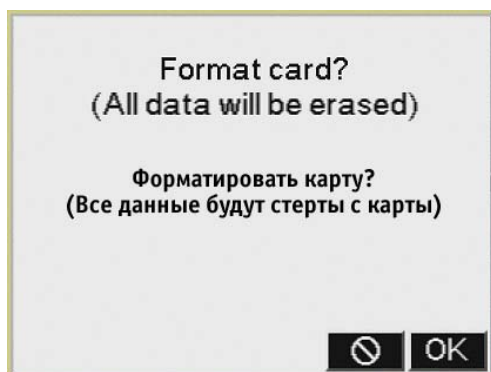 Format card?
(All data will be erased)
Форматировать карту?
(Все данные будут стерты с карты)
OK